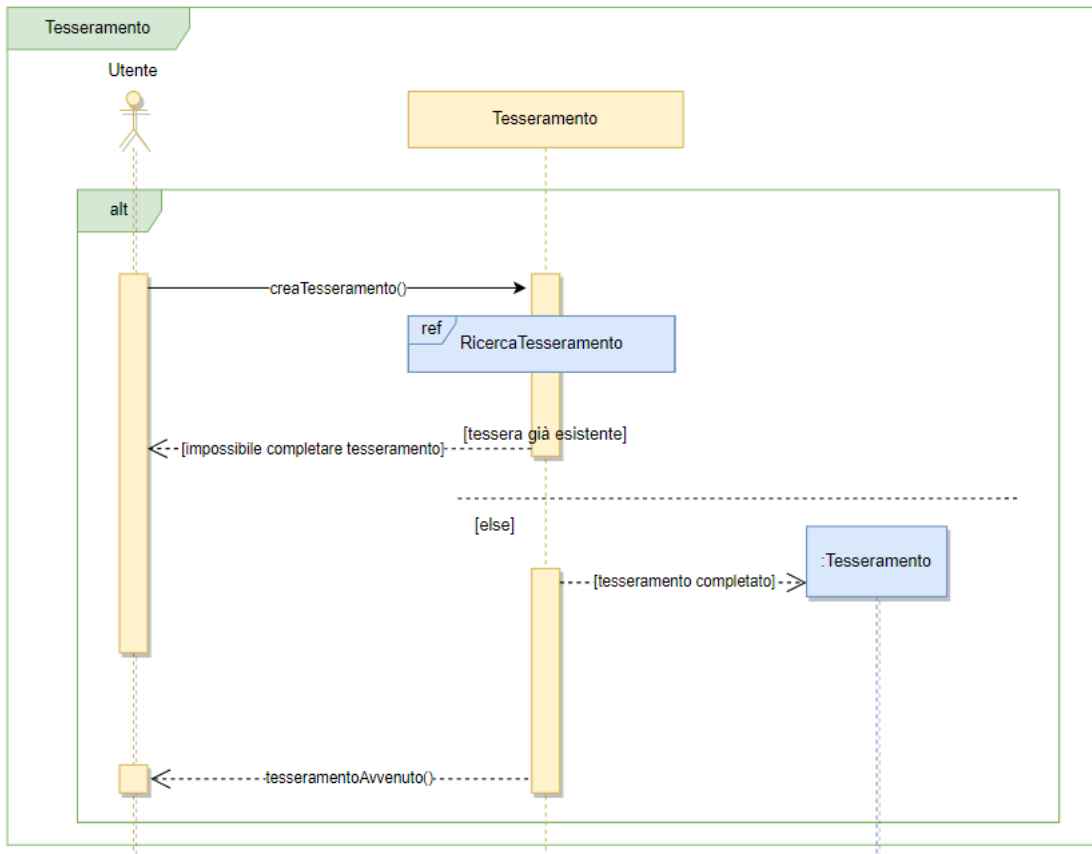 Tesseramento
Utente
Tesseramento
alt
creaTesseramento()
ref
RicercaTesseramento
[tessera già esistente]
[impossibile completare tesseramento]
[else]
:Tesseramento
[tesseramento completato]
tesseramentoAvvenuto()